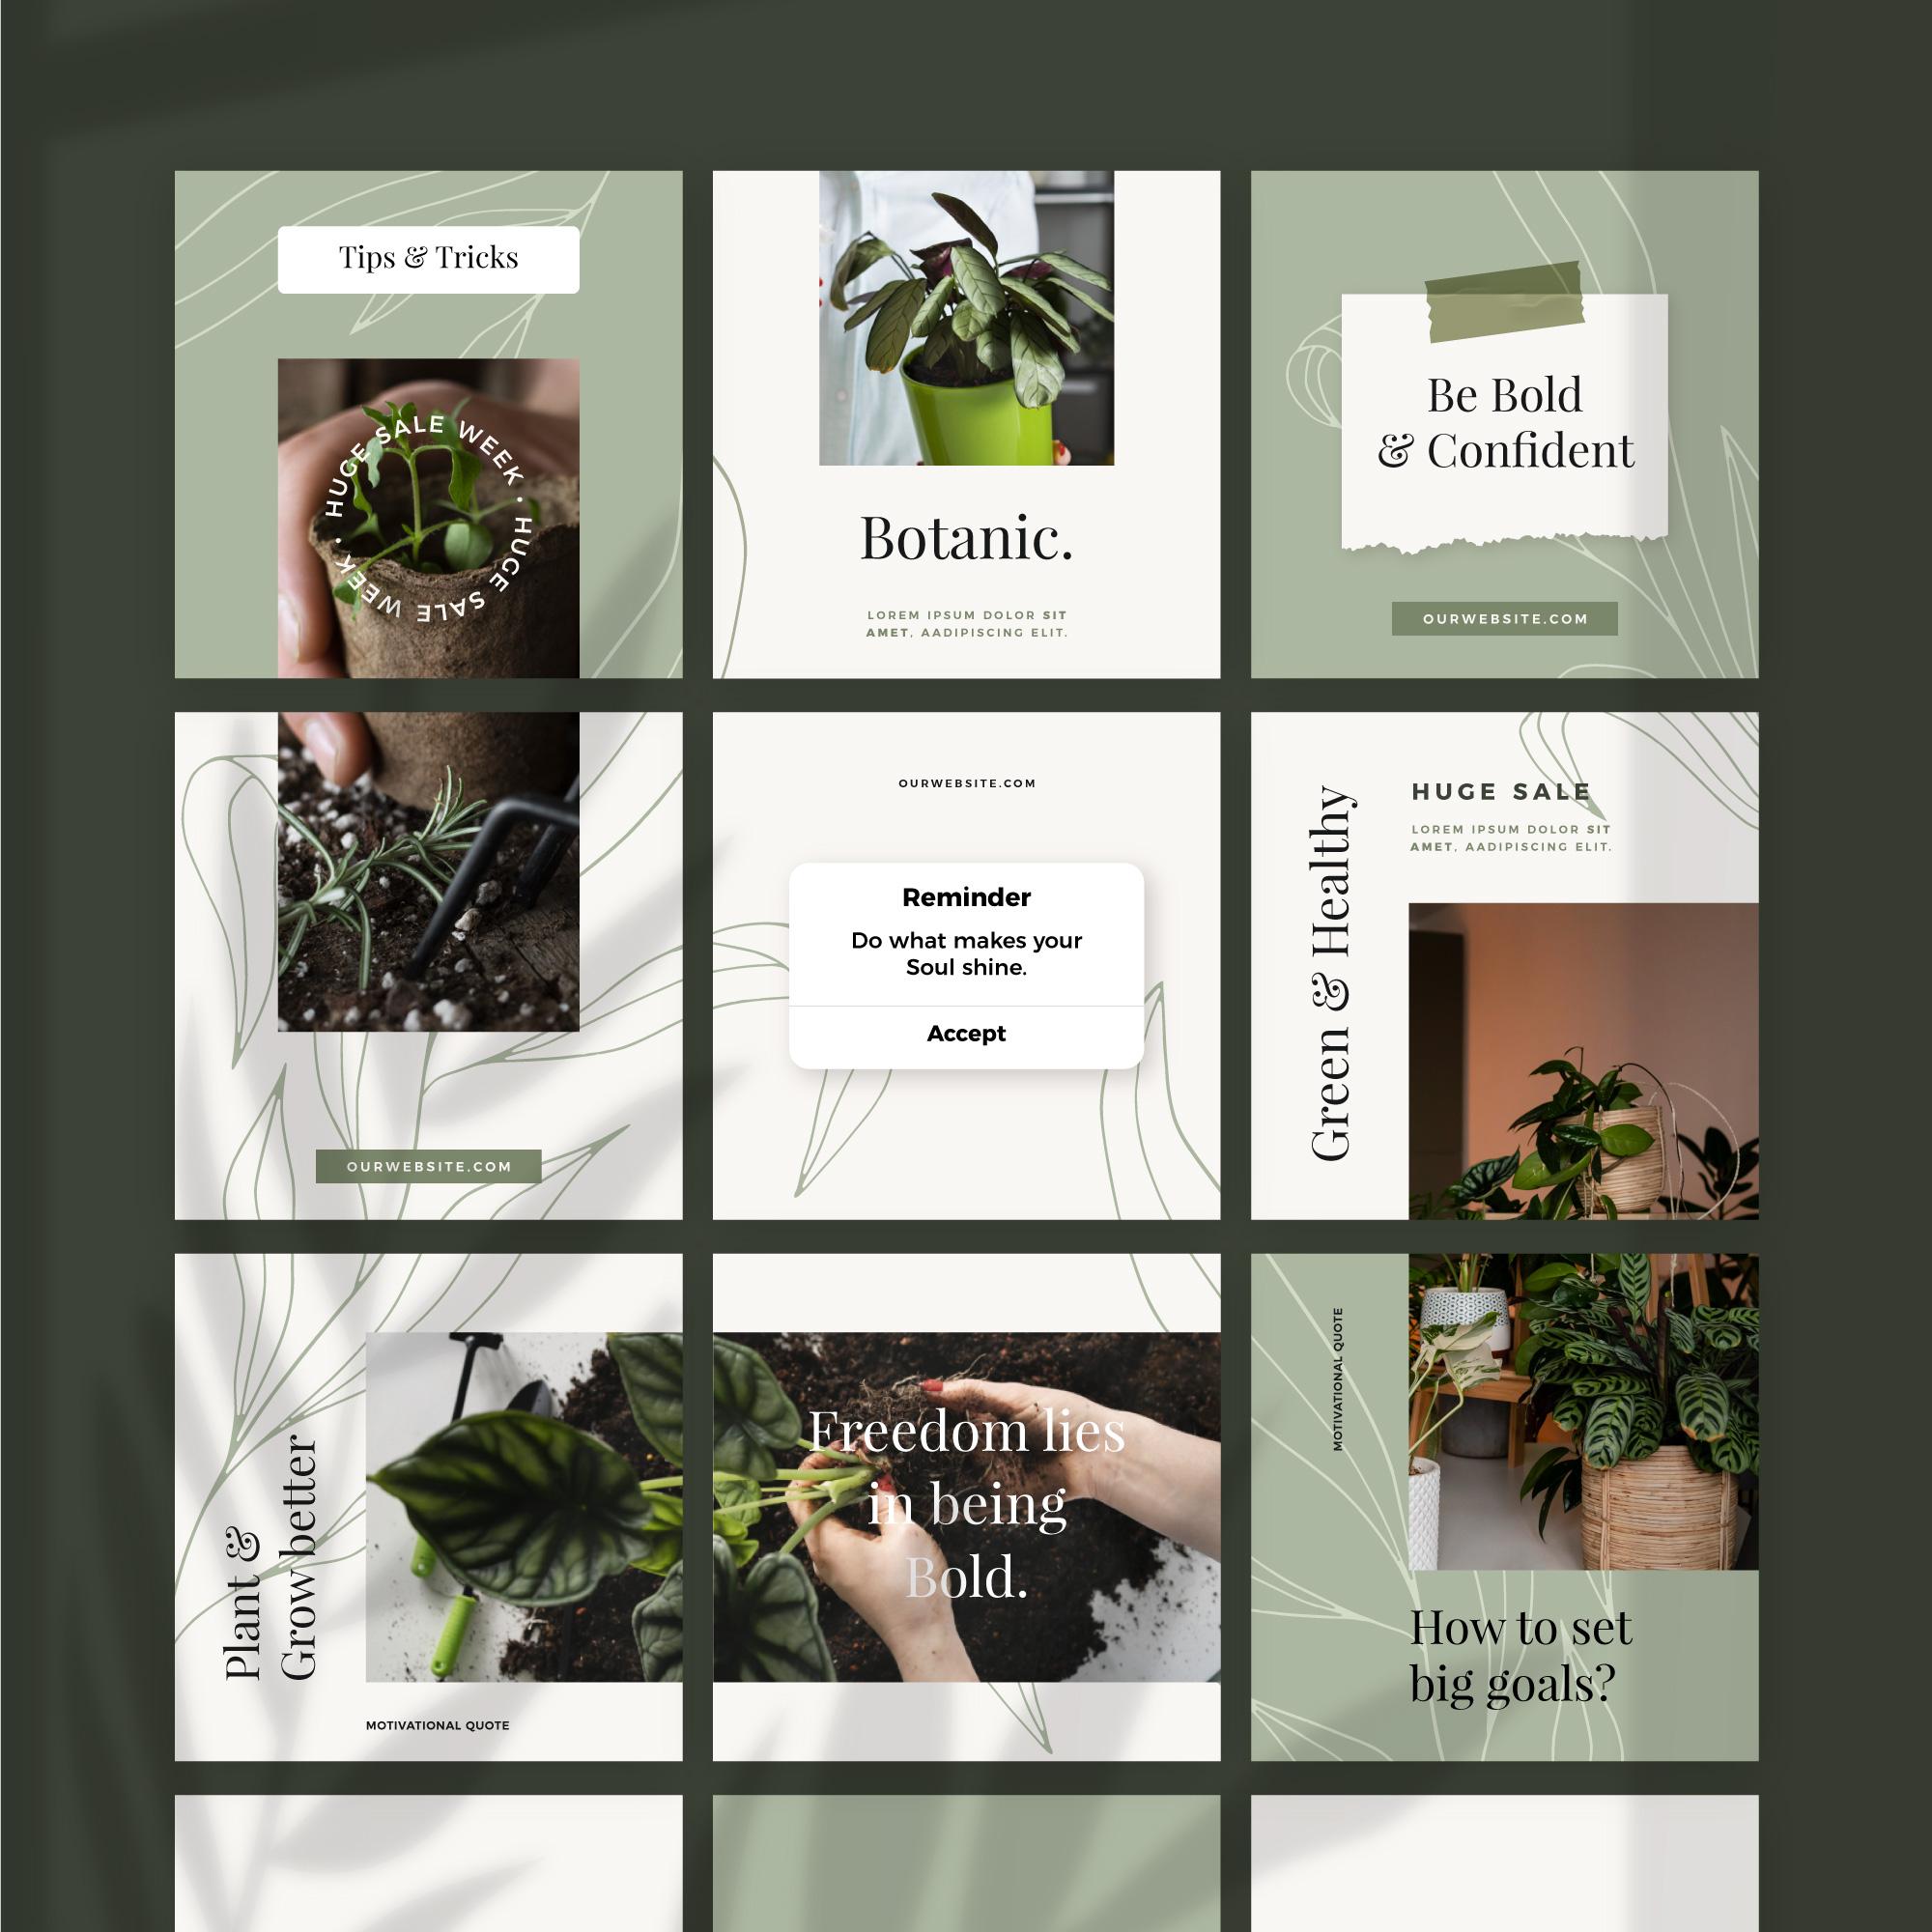 Tips & Tricks
HUGE SALE WEEK • HUGE SALE WEEK •
Botanic.
LOREM IPSUM DOLOR SIT
AMET, AADIPISCING ELIT.
Be Bold
& Confident
OURWEBSITE.COM
OURWEBSITE.COM
OURWEBSITE.COM
Reminder
Do what makes your
Soul shine.
Accept
Green & Healthy
HUGE SALE
LOREM IPSUM DOLOR SIT
AMET, AADIPISCING ELIT.
Plant &
Grow better
MOTIVATIONAL QUOTE
Freedom lies
in being
Bold.
MOTIVATIONAL QUOTE
How to set
big goals?